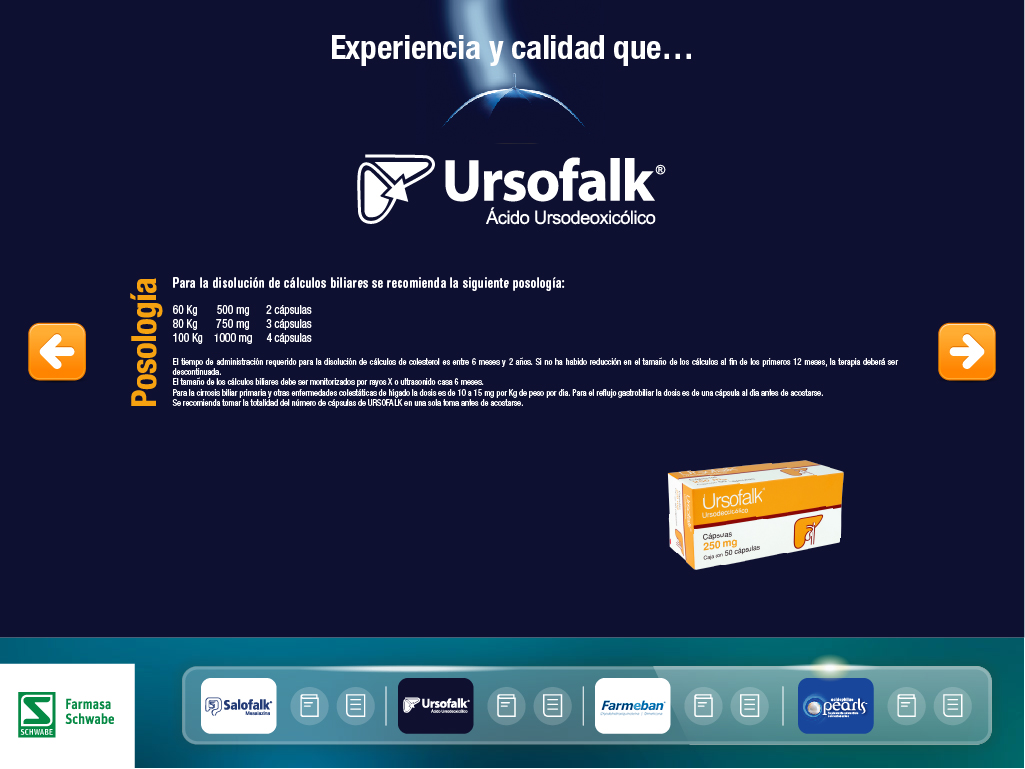 Experiencia y calidad que…
Ursofalk®
Ácido Ursodeoxicólico
Posología
Para la disolución de cálculos biliares se recomienda la siguiente posología:
60 Kg 500 mg 2 cápsulas
80 Kg 750 mg 3 cápsulas
100 Kg 1000 mg 4 cápsulas
El tiempo de administración requerido para la disolución de cálculos de colesterol es entre 6 meses y 2 años. Si no ha habido reducción en el tamaño de los cálculos al fin de los primeros 12 meses, la terapia deberá ser
descontinuada.
El tamaño de los cálculos biliares debe ser monitorizados por rayos X o ultrasonido casa 6 meses.
Para la cirrosis biliar primaria y otras enfermedades colestáticas de hígado la dosis es de 10 a 15 mg por Kg de peso por día. Para el reflujo gastrobiliar la dosis es de una cápsula al día antes de acostarse.
Se recomienda tomar la totalidad del número de cápsulas de URSOFALK en una sola toma antes de acostarse.
Ursofalk®
Ursodeoxicólico
Cápsulas
250 mg
Caja con 50 cápsulas
SCHWABE
Farmasa
Schwabe
Salofalk®
Mesalazina
Ursofalk®
Ácido Ursodeoxicólico
Farmeban®
acidophilus
pearls